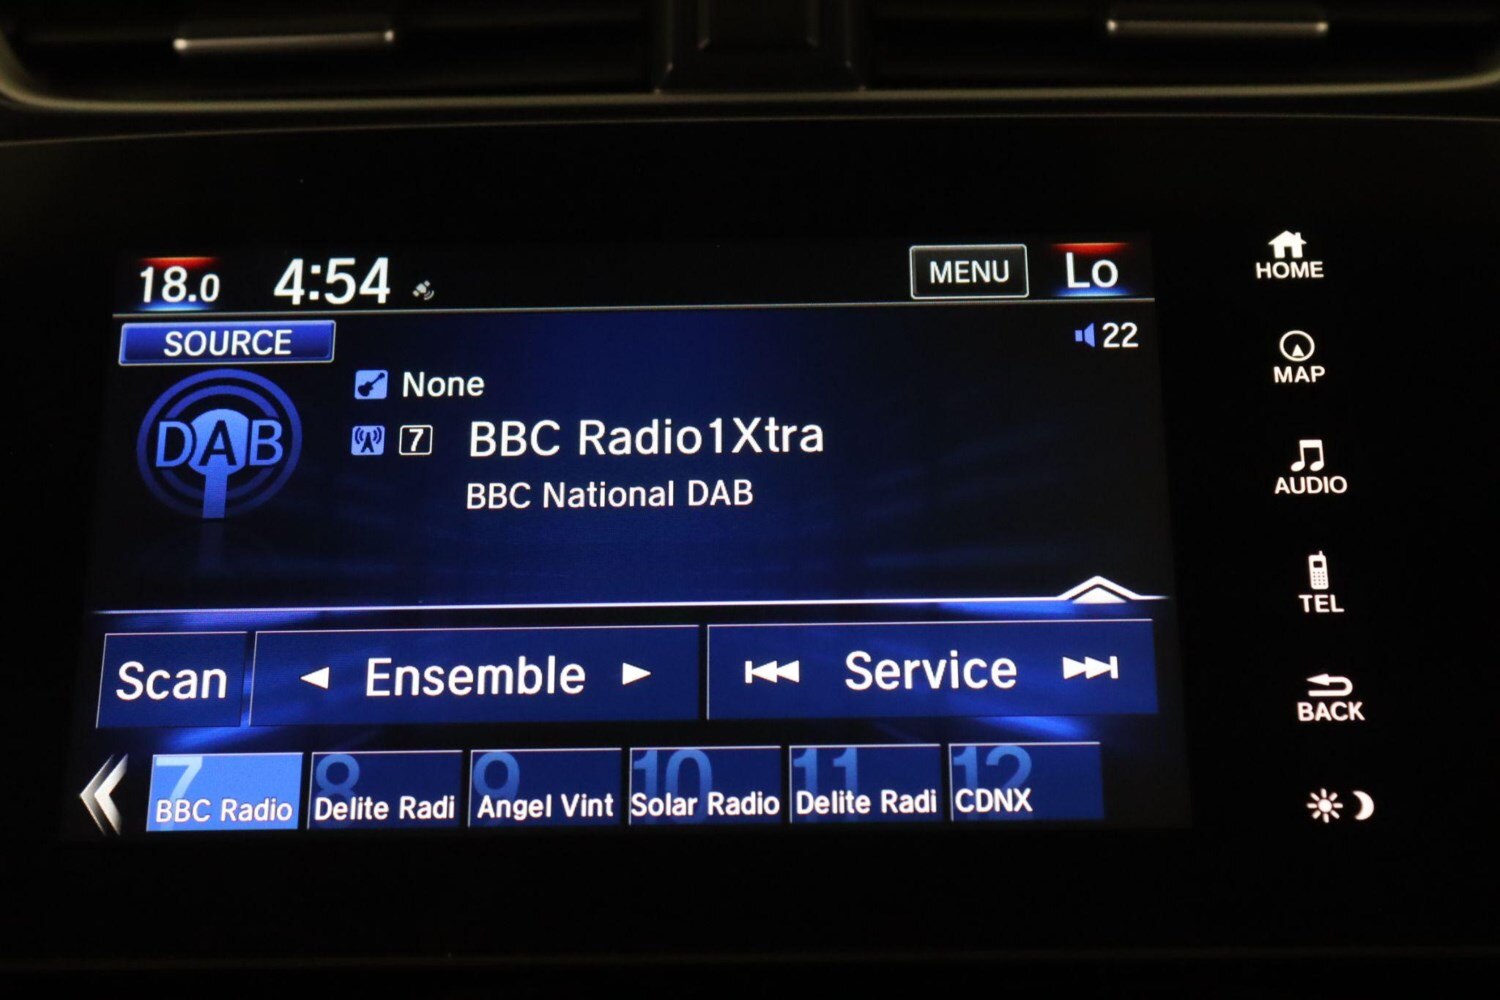 18.0 4:54 MENU Lo
SOURCE 22
DAB
None
7 BBC Radio1Xtra
BBC National DAB
Scan Ensemble Service
7 BBC Radio
8 Delite Radi
9 Angel Vint
10 Solar Radio
11 Delite Radi
12 CDNX
HOME
MAP
AUDIO
TEL
BACK